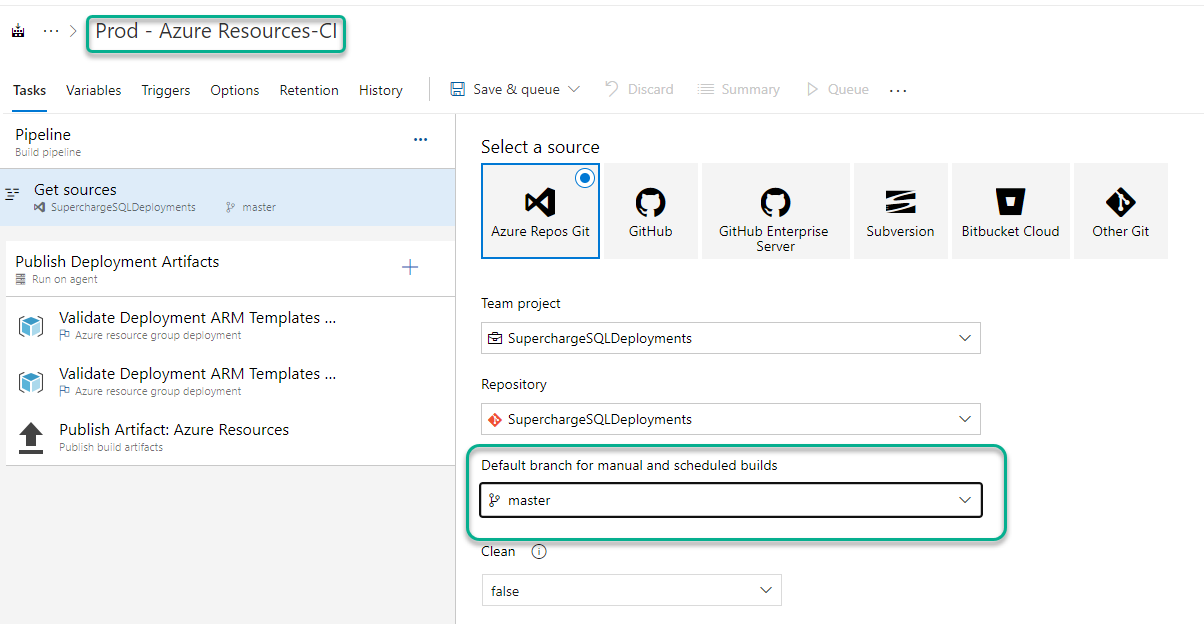 ... > Prod - Azure Resources-CI
Tasks Variables Triggers Options Retention History Save & queue Discard Summary Queue ...
Pipeline ...
Build pipeline
Get sources
SuperchargeSQLDeployments master
Publish Deployment Artifacts
Run on agent
Validate Deployment ARM Templates ...
Azure resource group deployment
Validate Deployment ARM Templates ...
Azure resource group deployment
Publish Artifact: Azure Resources
Publish build artifacts
Select a source
Azure Repos Git
GitHub
GitHub Enterprise
Server
Subversion
Bitbucket Cloud
Other Git
Team project
SuperchargeSQLDeployments
Repository
SuperchargeSQLDeployments
Default branch for manual and scheduled builds
master
Clean i
false